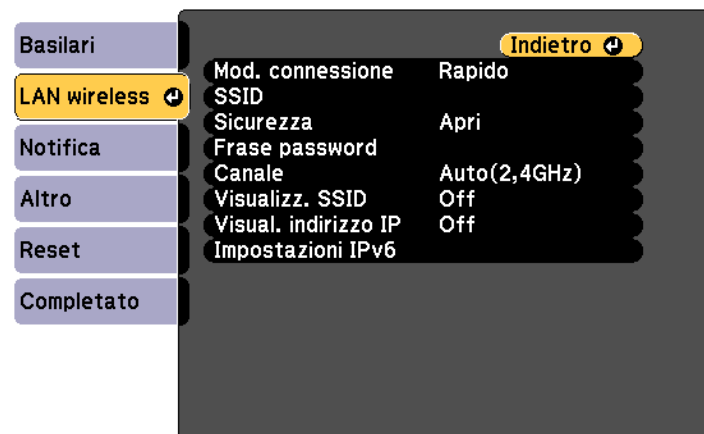 Basilari
LAN wireless
Notifica
Altro
Reset
Completato
Indietro
Mod. connessione Rapido
SSID
Sicurezza Apri
Frase password
Canale Auto(2,4GHz)
Visualizz. SSID Off
Visual. indirizzo IP Off
Impostazioni IPv6